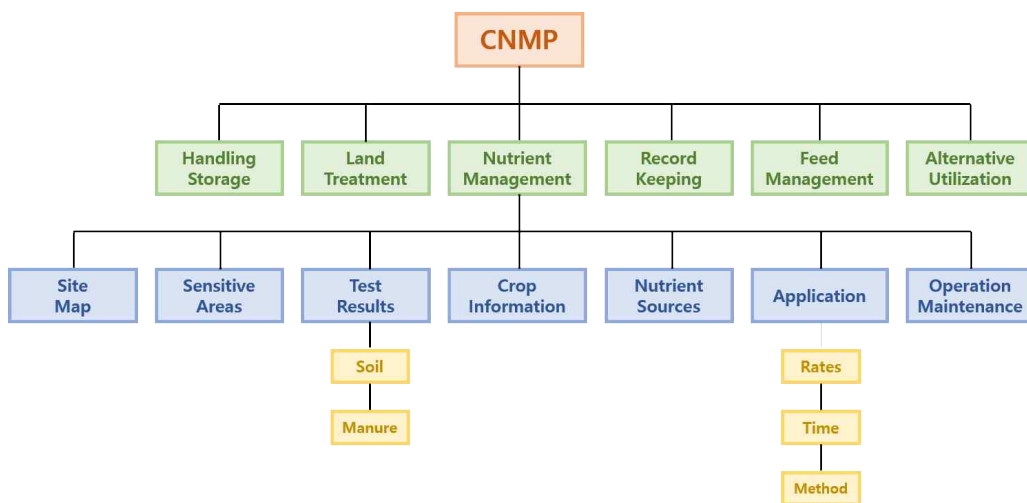 CNMP
Handling
Storage
Land
Treatment
Nutrient
Management
Record
Keeping
Feed
Management
Alternative
Utilization
Site
Map
Sensitive
Areas
Test
Results
Crop
Information
Nutrient
Sources
Application
Operation
Maintenance
Soil
Manure
Rates
Time
Method